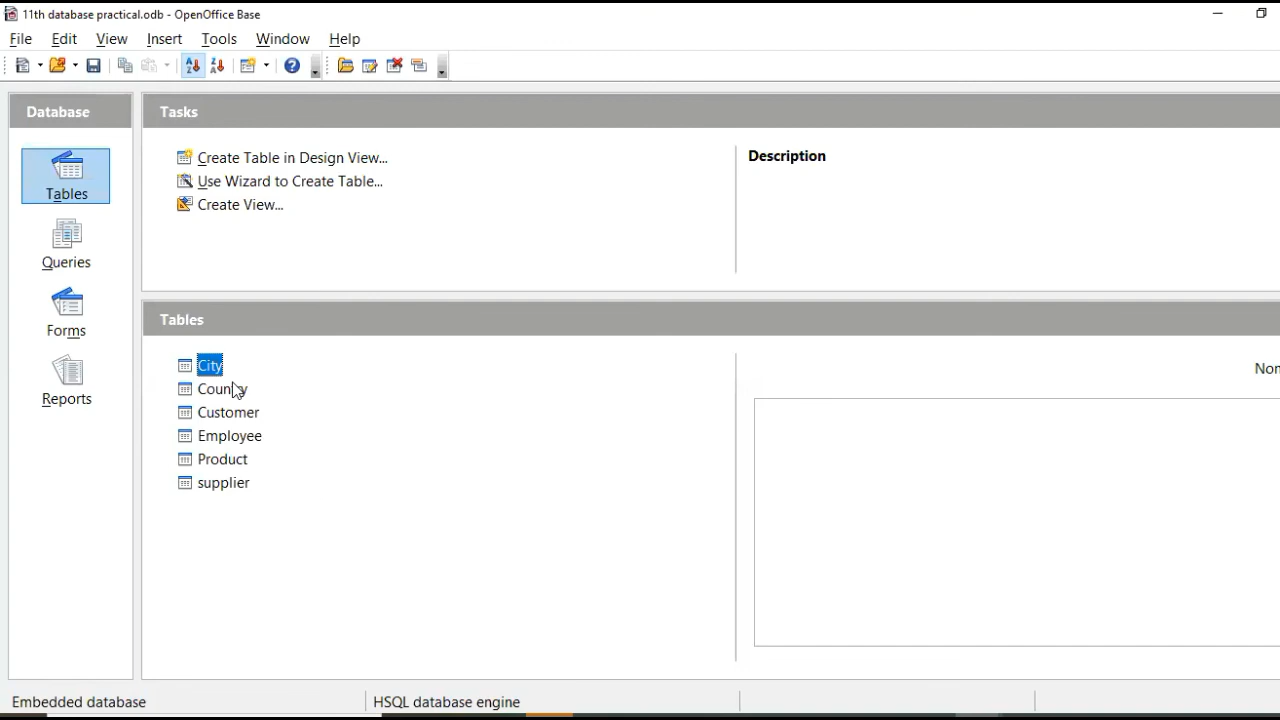 11th database practical.odb - OpenOffice Base
File Edit View Insert Tools Window Help
Database
Tables
Queries
Forms
Reports
Tasks
Create Table in Design View...
Use Wizard to Create Table...
Create View...
Description
Tables
City
Country
Customer
Employee
Product
supplier
Embedded database
HSQL database engine